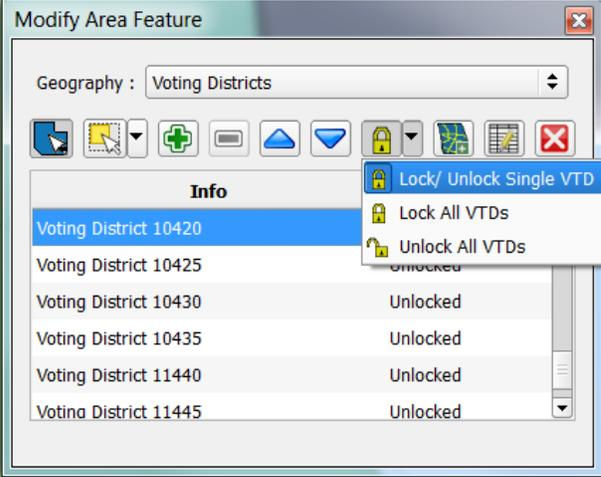 Modify Area Feature
Geography : Voting Districts
Info
Lock/ Unlock Single VTD
Lock All VTDs
Unlock All VTDs
Voting District 10420
Voting District 10425 Unlocked
Voting District 10430 Unlocked
Voting District 10435 Unlocked
Voting District 11440 Unlocked
Voting District 11445 Unlocked